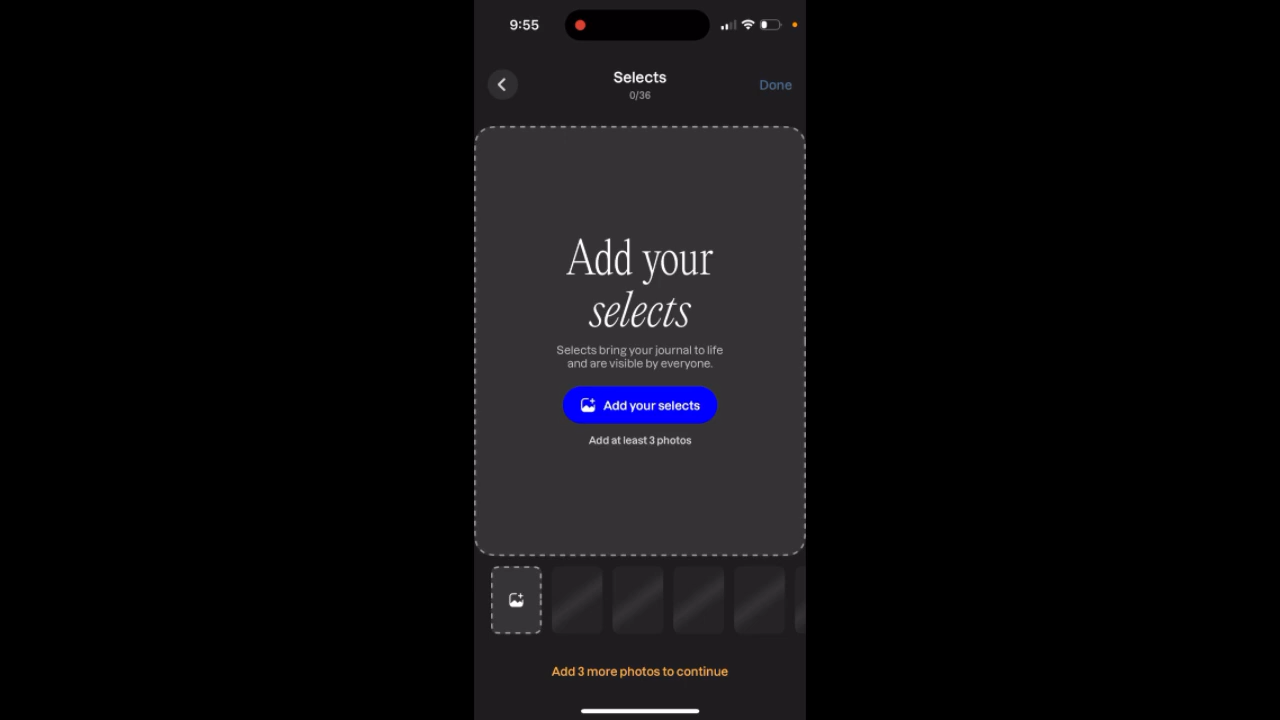 9:55
Selects
0/36
Done
Add your
selects
Selects bring your journal to life
and are visible by everyone.
Add your selects
Add at least 3 photos
Add 3 more photos to continue